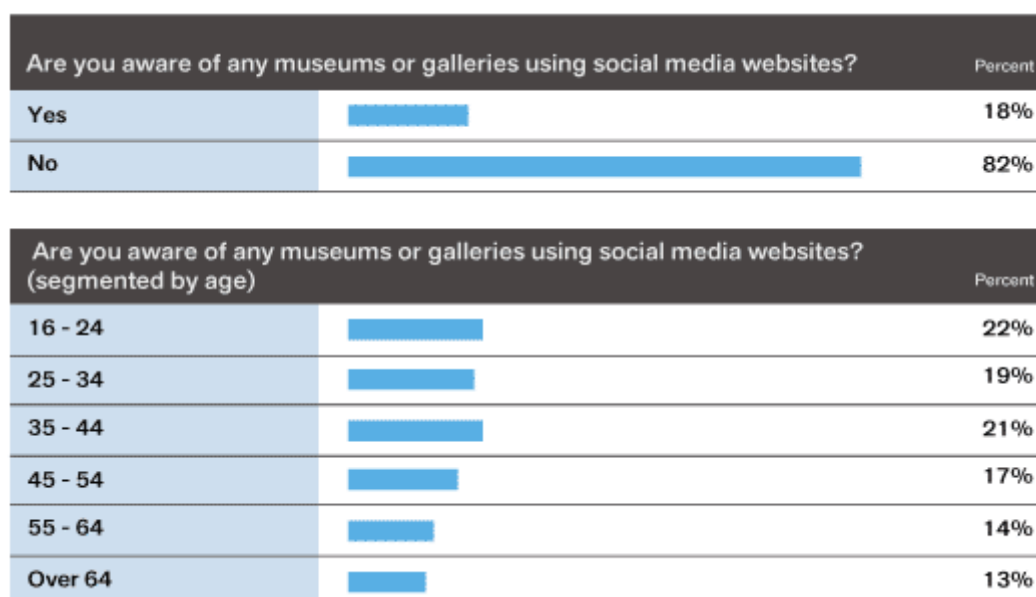 Are you aware of any museums or galleries using social media websites? Percent
Yes 18%
No 82%
Are you aware of any museums or galleries using social media websites?
(segmented by age) Percent
16 - 24 22%
25 - 34 19%
35 - 44 21%
45 - 54 17%
55 - 64 14%
Over 64 13%